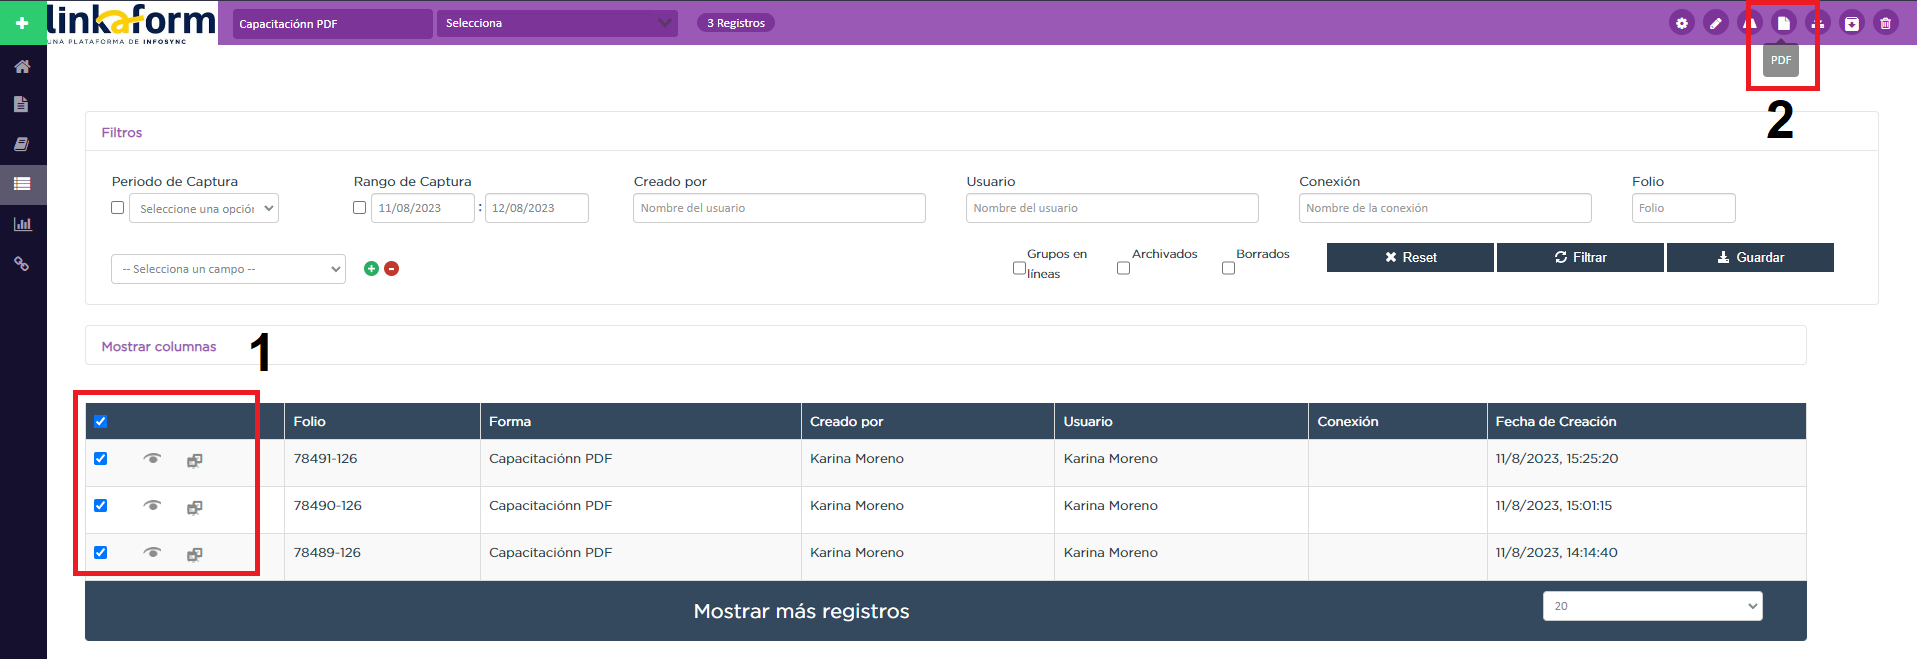 linkaform
UNA PLATAFORMA DE INFOSYNC
Capacitaciónn PDF
Selecciona
3 Registros
PDF
2
Filtros
Periodo de Captura
Rango de Captura
Creado por
Usuario
Conexión
Folio
Seleccione una opción
11/08/2023 : 12/08/2023
Nombre del usuario
Nombre del usuario
Nombre de la conexión
Folio
-- Selecciona un campo --
Grupos en líneas
Archivados
Borrados
Reset
Filtrar
Guardar
Mostrar columnas
1
Folio Forma Creado por Usuario Conexión Fecha de Creación
78491-126 Capacitaciónn PDF Karina Moreno Karina Moreno 11/8/2023, 15:25:20
78490-126 Capacitaciónn PDF Karina Moreno Karina Moreno 11/8/2023, 15:01:15
78489-126 Capacitaciónn PDF Karina Moreno Karina Moreno 11/8/2023, 14:14:40
Mostrar más registros
20